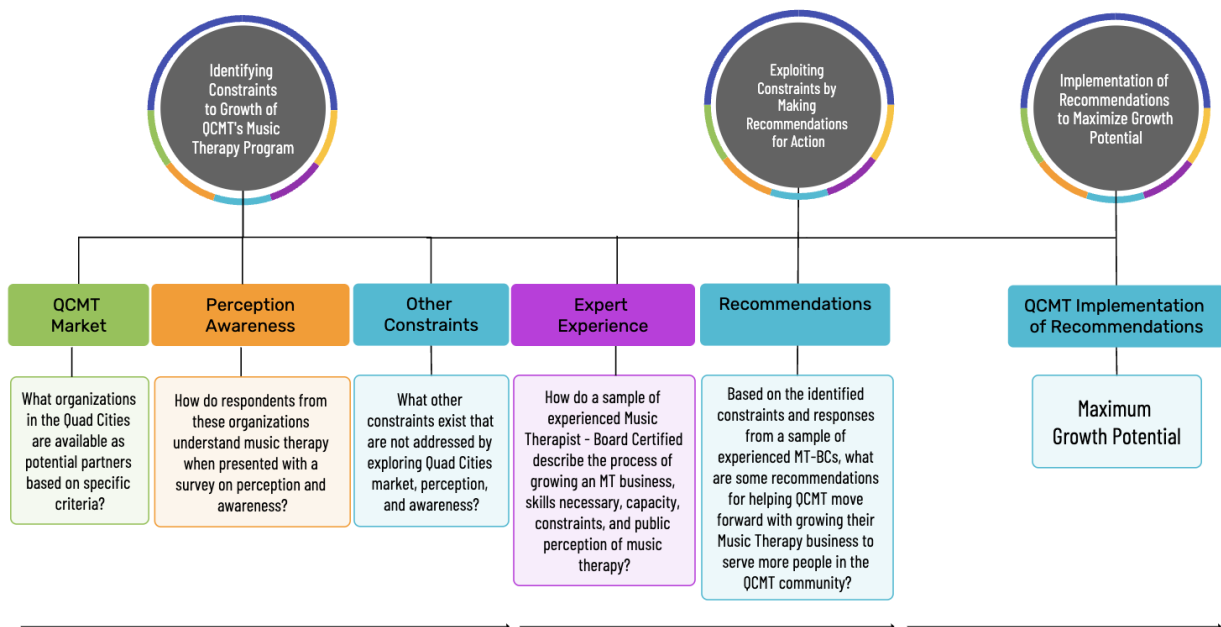 Identifying
Constraints
to Growth of
QCMT's Music
Therapy Program
Exploiting
Constraints by
Making
Recommendations
for Action
Implementation of
Recommendations
to Maximize Growth
Potential
QCMT
Market
Perception
Awareness
Other
Constraints
Expert
Experience
Recommendations
QCMT Implementation
of Recommendations
What organizations
in the Quad Cities
are available as
potential partners
based on specific
criteria?
How do respondents from
these organizations
understand music therapy
when presented with a
survey on perception and
awareness?
What other
constraints exist that
are not addressed by
exploring Quad Cities
market, perception,
and awareness?
How do a sample of
experienced Music
Therapist - Board Certified
describe the process of
growing an MT business,
skills necessary, capacity,
constraints, and public
perception of music
therapy?
Based on the identified
constraints and responses
from a sample of
experienced MT-BCs, what
are some recommendations
for helping QCMT move
forward with growing their
Music Therapy business to
serve more people in the
QCMT community?
Maximum
Growth Potential